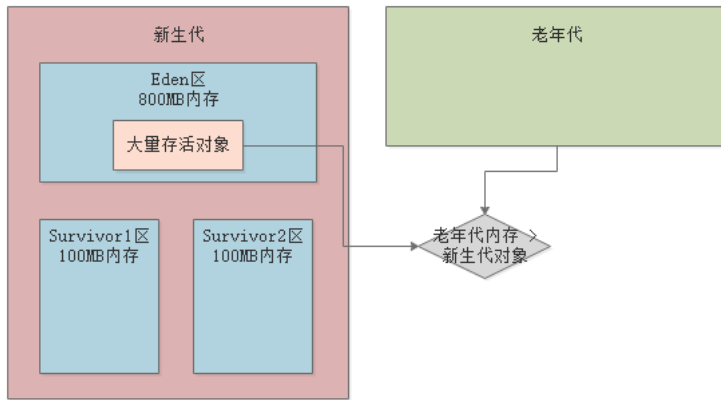 新生代
老年代
Eden区
800MB内存
大量存活对象
Survivor1区
100MB内存
Survivor2区
100MB内存
老年代内存 >
新生代对象